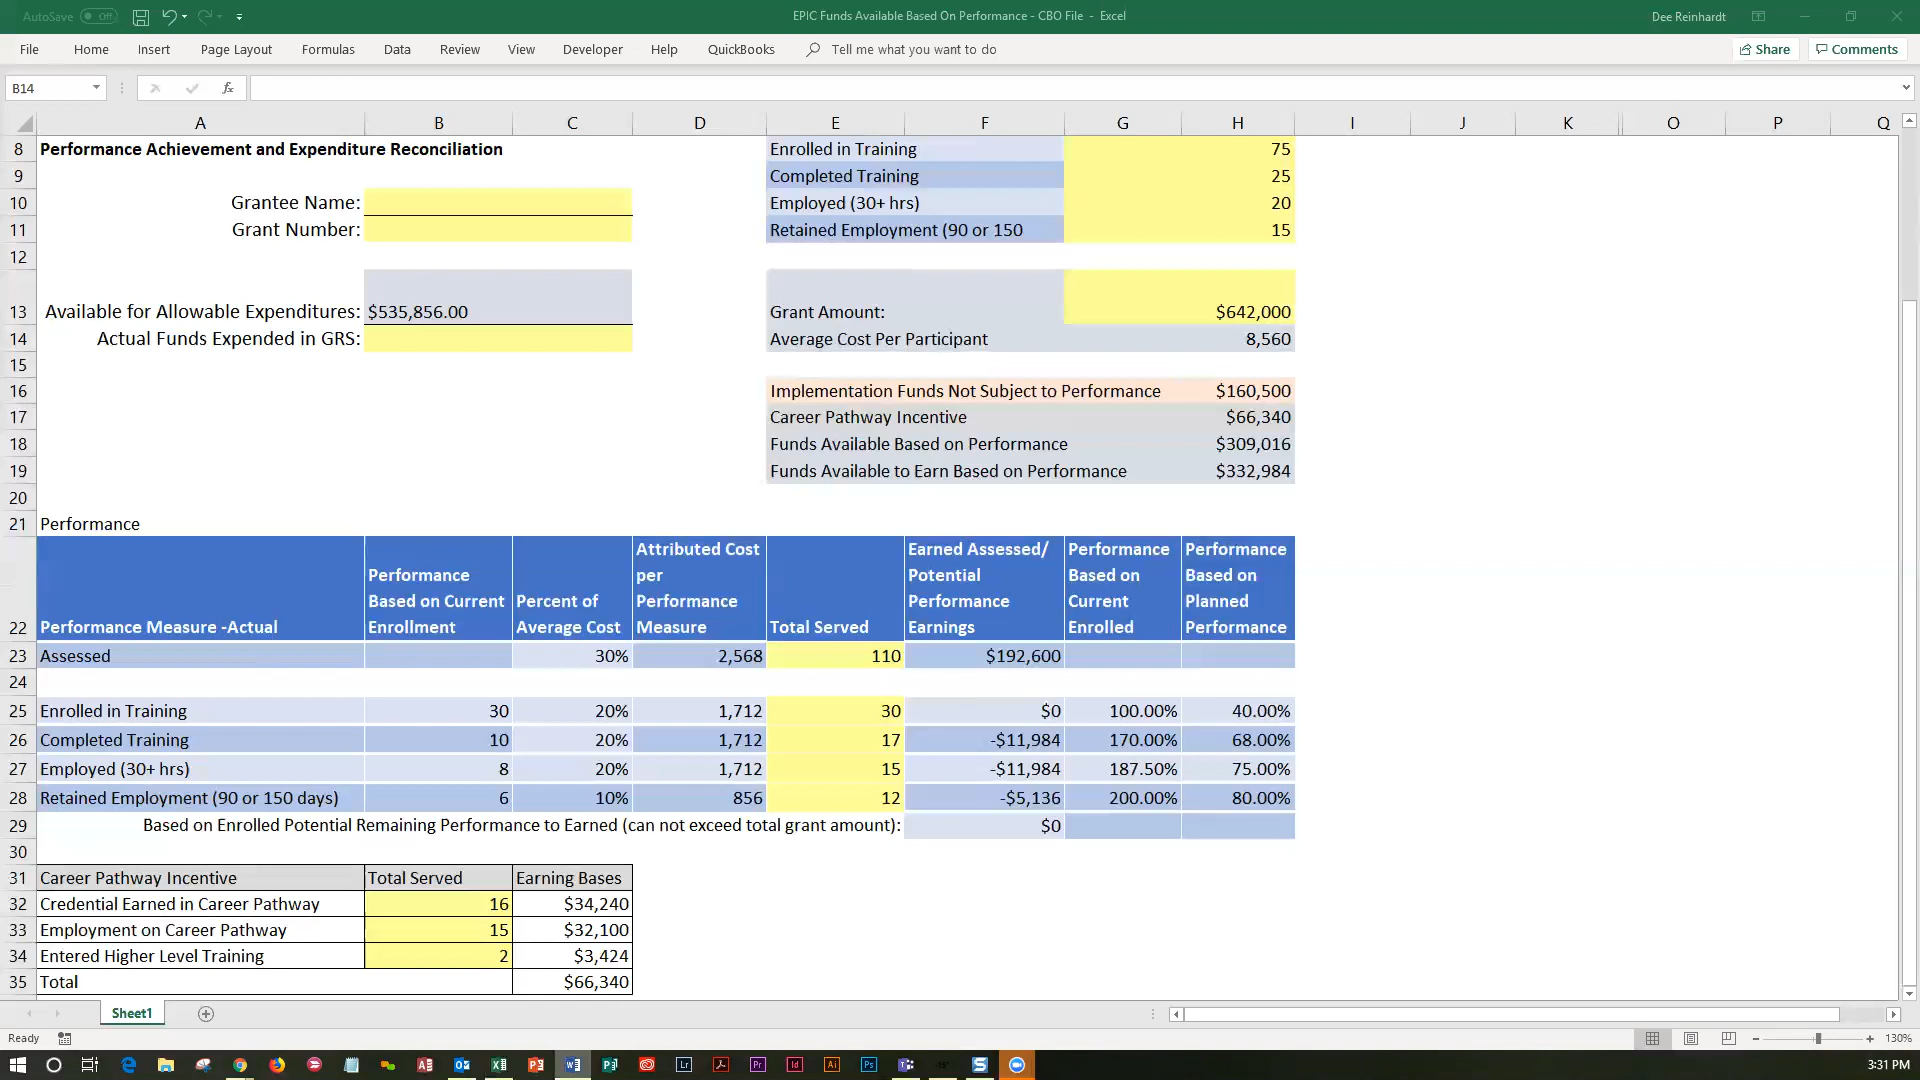 AutoSave Off
EPIC Funds Available Based On Performance - CBO File - Excel
Dee Reinhardt
File Home Insert Page Layout Formulas Data Review View Developer Help QuickBooks Tell me what you want to do Share Comments
B14 fx
A B C D E F G H I J K O P Q
8 Performance Achievement and Expenditure Reconciliation Enrolled in Training 75
9 Completed Training 25
10 Grantee Name: Employed (30+ hrs) 20
11 Grant Number: Retained Employment (90 or 150 15
12
13 Available for Allowable Expenditures: $535,856.00 Grant Amount: $642,000
14 Actual Funds Expended in GRS: Average Cost Per Participant 8,560
15
16 Implementation Funds Not Subject to Performance $160,500
17 Career Pathway Incentive $66,340
18 Funds Available Based on Performance $309,016
19 Funds Available to Earn Based on Performance $332,984
20
21 Performance
22 Performance Measure -Actual
Performance
Based on Current
Enrollment
Percent of
Average Cost
Attributed Cost
per
Performance
Measure
Total Served
Earned Assessed/
Potential
Performance
Earnings
Performance
Based on
Current
Enrolled
Performance
Based on
Planned
Performance
23 Assessed 30% 2,568 110 $192,600
24
25 Enrolled in Training 30 20% 1,712 30 $0 100.00% 40.00%
26 Completed Training 10 20% 1,712 17 -$11,984 170.00% 68.00%
27 Employed (30+ hrs) 8 20% 1,712 15 -$11,984 187.50% 75.00%
28 Retained Employment (90 or 150 days) 6 10% 856 12 -$5,136 200.00% 80.00%
29 Based on Enrolled Potential Remaining Performance to Earned (can not exceed total grant amount): $0
30
31 Career Pathway Incentive Total Served Earning Bases
32 Credential Earned in Career Pathway 16 $34,240
33 Employment on Career Pathway 15 $32,100
34 Entered Higher Level Training 2 $3,424
35 Total $66,340
Sheet1
Ready
130%
3:31 PM